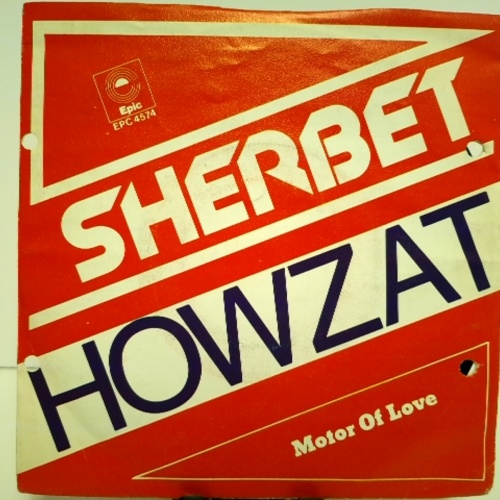 Epic
EPC 4574
SHERBET
HOWZAT
Motor Of Love